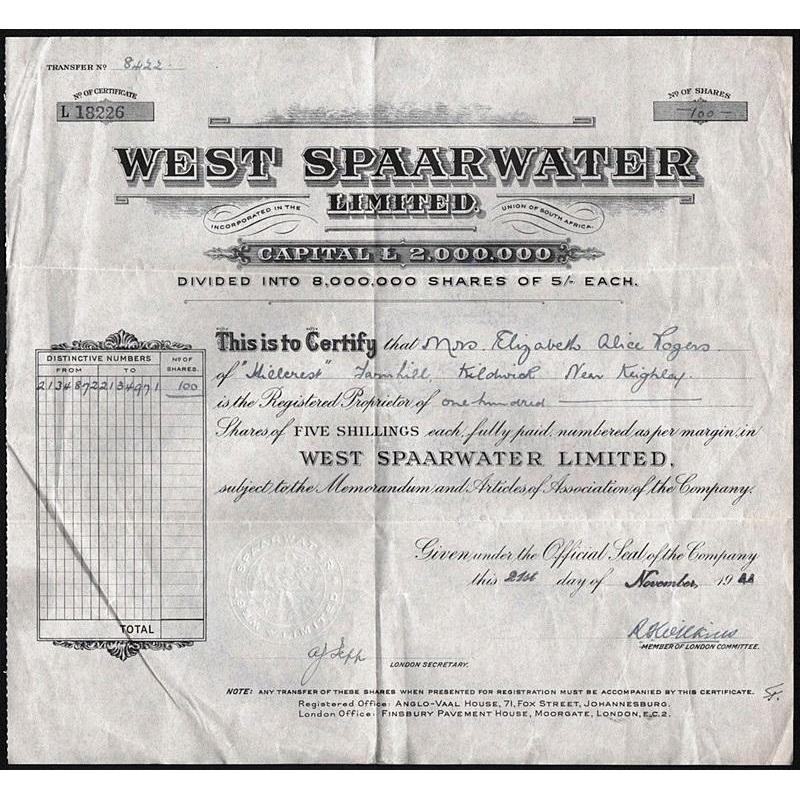 TRANSFER Nº 8422.
Nº OF CERTIFICATE
L 18226
Nº OF SHARES
—100—
WEST SPAARWATER
LIMITED.
INCORPORATED IN THE UNION OF SOUTH AFRICA.
CAPITAL £ 2,000,000
DIVIDED INTO 8,000,000 SHARES OF 5/- EACH.
This is to Certify that Mrs. Elizabeth Alice Rogers
of "Hillcrest" Farnhill, Kildwick Near Keighley.
is the Registered Proprietor of one hundred
Shares of FIVE SHILLINGS each, fully paid, numbered as per margin, in
WEST SPAARWATER LIMITED,
subject to the Memorandum and Articles of Association of the Company.
DISTINCTIVE NUMBERS
FROM TO
Nº OF SHARES.
2134872 2134971 100
TOTAL
Given under the Official Seal of the Company
this 21st day of November, 19
WEST SPAARWATER LIMITED
MEMBER OF LONDON COMMITTEE.
LONDON SECRETARY.
NOTE: ANY TRANSFER OF THESE SHARES WHEN PRESENTED FOR REGISTRATION MUST BE ACCOMPANIED BY THIS CERTIFICATE.
Registered Office: ANGLO-VAAL HOUSE, 71, FOX STREET, JOHANNESBURG.
London Office: FINSBURY PAVEMENT HOUSE, MOORGATE, LONDON, E.C.2.